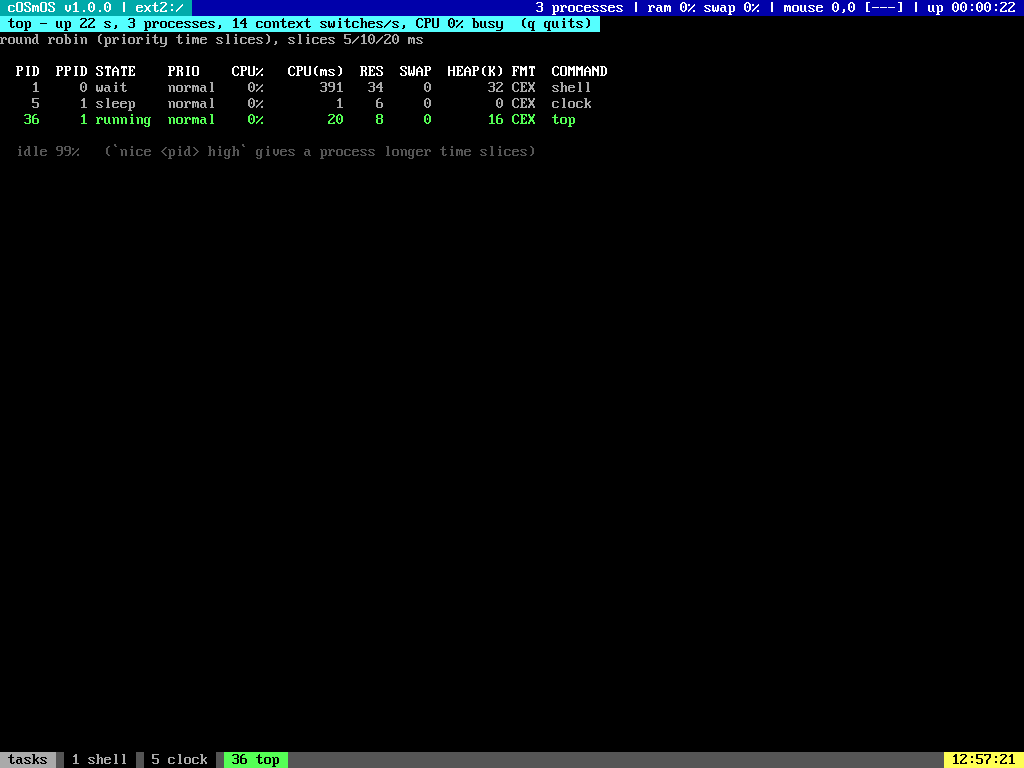 cOSmOS v1.0.0 | ext2:/ 3 processes | ram 0% swap 0% | mouse 0,0 [---] | up 00:00:22
top - up 22 s, 3 processes, 14 context switches/s, CPU 0% busy  (q quits)
round robin (priority time slices), slices 5/10/20 ms
PID  PPID STATE    PRIO    CPU%   CPU(ms)  RES  SWAP  HEAP(K) FMT  COMMAND
1     0 wait     normal    0%       391   34     0       32 CEX  shell
5     1 sleep    normal    0%         1    6     0        0 CEX  clock
36     1 running  normal    0%        20    8     0       16 CEX  top
idle 99%   (`nice <pid> high` gives a process longer time slices)
tasks 1 shell 5 clock 36 top 12:57:21